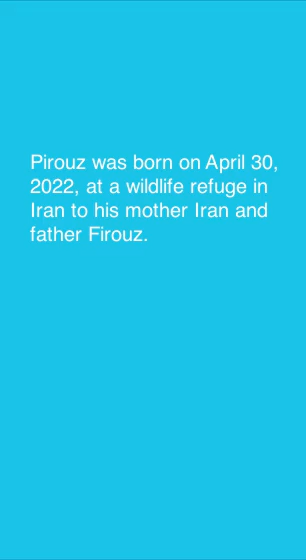 Pirouz was born on April 30,
2022, at a wildlife refuge in
Iran to his mother Iran and
father Firouz.